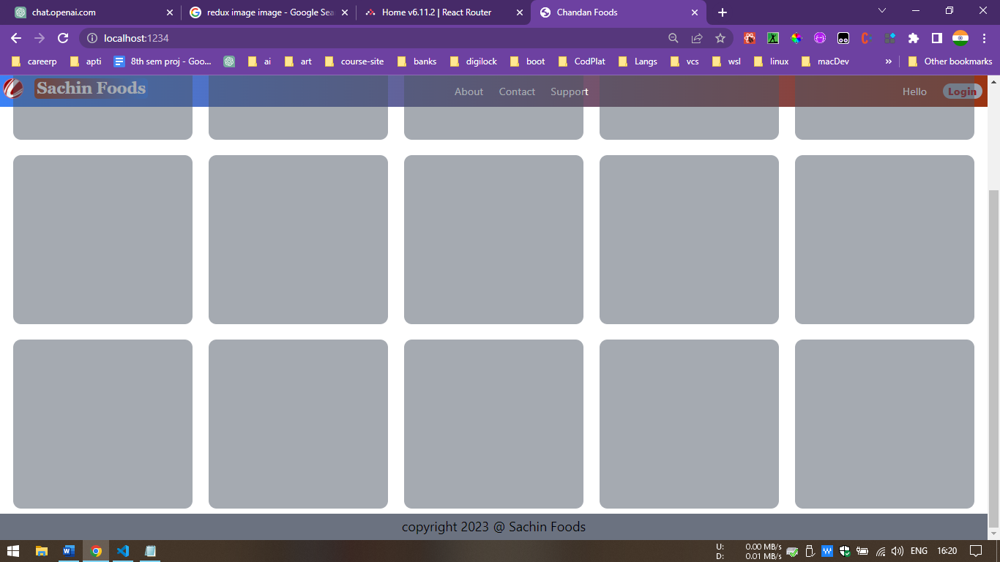 chat.openai.com
redux image image - Google Sea
Home v6.11.2 | React Router
Chandan Foods
localhost:1234
careerp apti 8th sem proj - Goo... ai art course-site banks digilock boot CodPlat Langs vcs wsl linux macDev » Other bookmarks
Sachin Foods About Contact Support Hello Login
copyright 2023 @ Sachin Foods
U: 0.00 MB/s
D: 0.01 MB/s
ENG 16:20